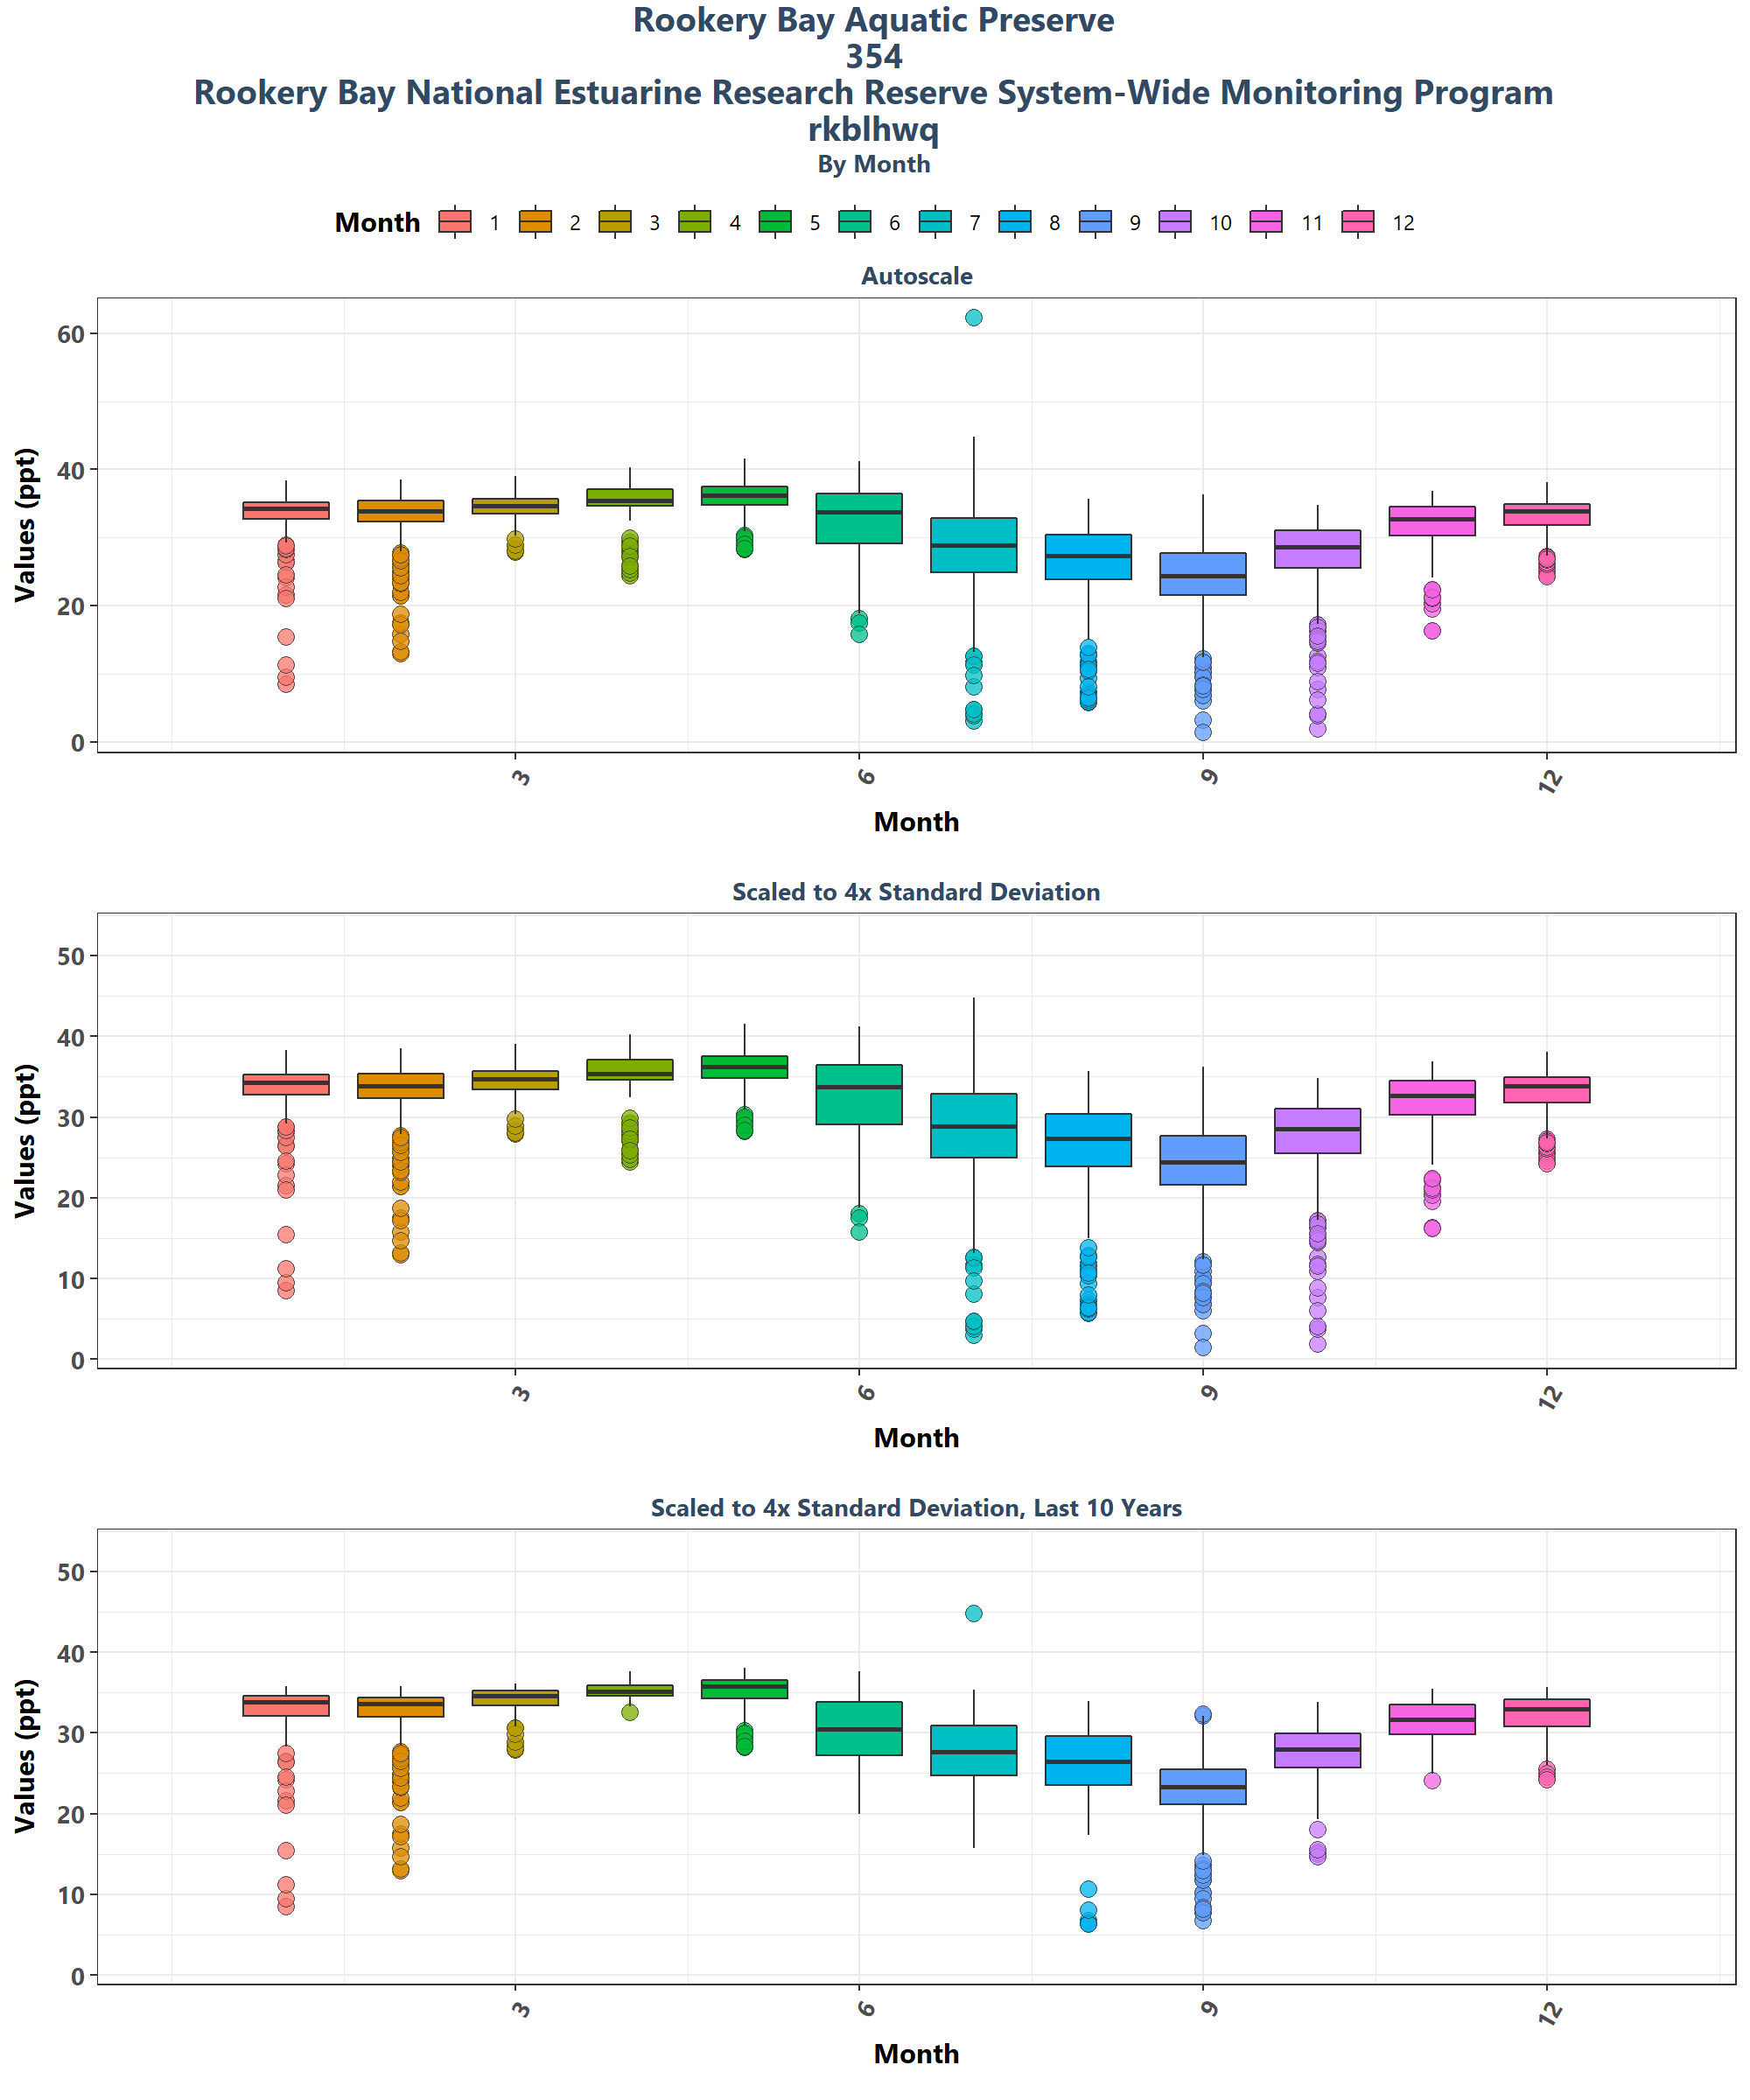 Rookery Bay Aquatic Preserve
354
Rookery Bay National Estuarine Research Reserve System-Wide Monitoring Program
rkblhwq
By Month
Month 1 2 3 4 5 6 7 8 9 10 11 12
Autoscale
Values (ppt)
60
40
20
0
3 6 9 12
Month
Scaled to 4x Standard Deviation
Values (ppt)
50
40
30
20
10
0
3 6 9 12
Month
Scaled to 4x Standard Deviation, Last 10 Years
Values (ppt)
50
40
30
20
10
0
3 6 9 12
Month